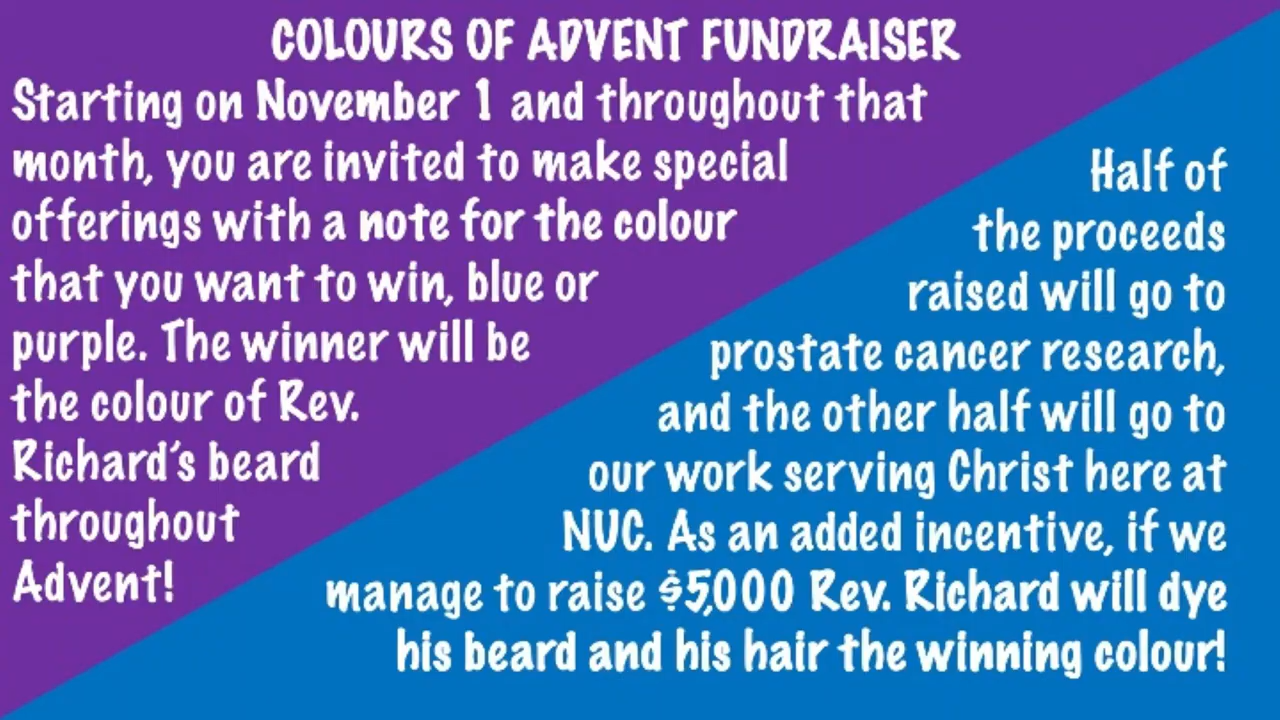 COLOURS OF ADVENT FUNDRAISER
Starting on November 1 and throughout that
month, you are invited to make special
offerings with a note for the colour
that you want to win, blue or
purple. The winner will be
the colour of Rev.
Richard's beard
throughout
Advent!
Half of
the proceeds
raised will go to
prostate cancer research,
and the other half will go to
our work serving Christ here at
NUC. As an added incentive, if we
manage to raise $5,000 Rev. Richard will dye
his beard and his hair the winning colour!